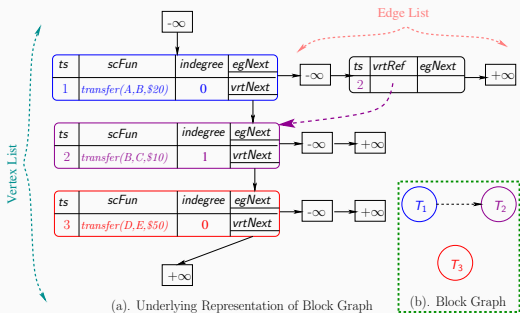 Edge List
-∞
ts scFun indegree egNext
vrtNext
1 transfer(A,B,$20) 0
-∞
ts vrtRef egNext
2
+∞
ts scFun indegree egNext
vrtNext
2 transfer(B,C,$10) 1
-∞ +∞
ts scFun indegree egNext
vrtNext
3 transfer(D,E,$50) 0
-∞ +∞
+∞
Vertex List
T1 T2
T3
(a). Underlying Representation of Block Graph
(b). Block Graph